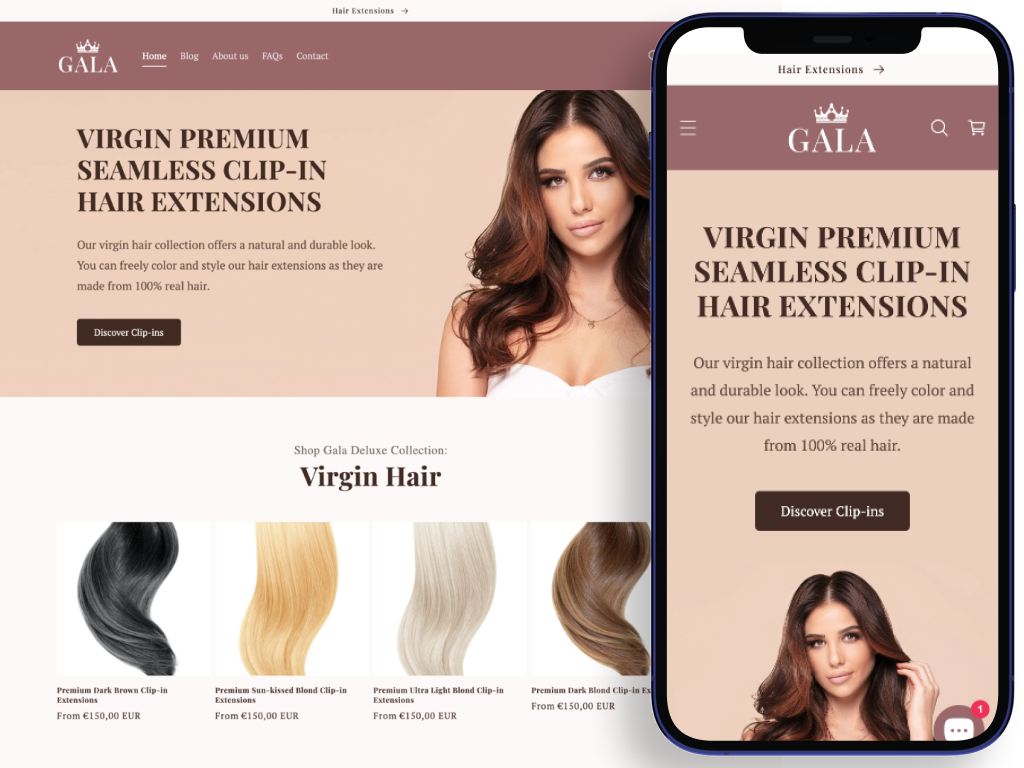 Hair Extensions →
GALA
Home Blog About us FAQs Contact
VIRGIN PREMIUM
SEAMLESS CLIP-IN
HAIR EXTENSIONS
Our virgin hair collection offers a natural and durable look.
You can freely color and style our hair extensions as they are
made from 100% real hair.
Discover Clip-ins
Shop Gala Deluxe Collection:
Virgin Hair
Premium Dark Brown Clip-in
Extensions
From €150,00 EUR
Premium Sun-kissed Blond Clip-in
Extensions
From €150,00 EUR
Premium Ultra Light Blond Clip-in
Extensions
From €150,00 EUR
Premium Dark Blond Clip-in Ex
From €150,00 EUR
Hair Extensions →
GALA
VIRGIN PREMIUM
SEAMLESS CLIP-IN
HAIR EXTENSIONS
Our virgin hair collection offers a natural
and durable look. You can freely color and
style our hair extensions as they are made
from 100% real hair.
Discover Clip-ins
1